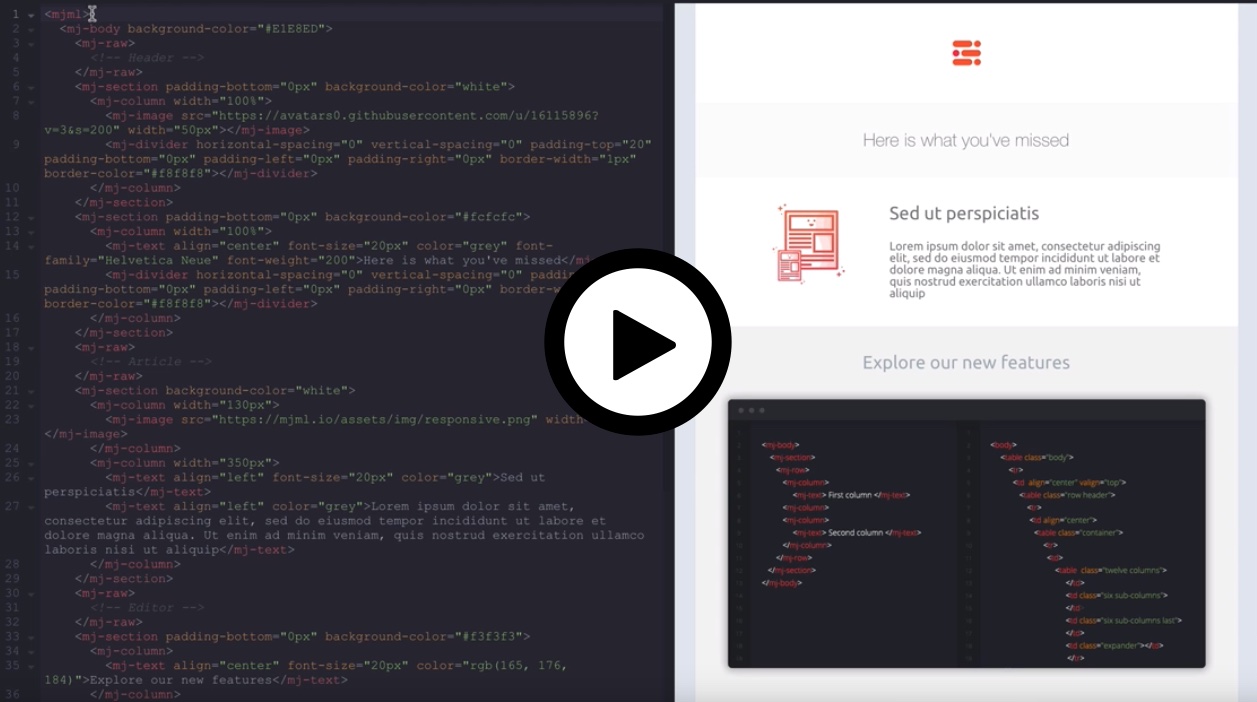 1 <mjml>
2 <mj-body background-color="#E1E8ED">
3 <mj-raw>
4 <!-- Header -->
5 </mj-raw>
6 <mj-section padding-bottom="0px" background-color="white">
7 <mj-column width="100%">
8 <mj-image src="https://avatars0.githubusercontent.com/u/16115896?
v=3&s=200" width="50px"></mj-image>
9 <mj-divider horizontal-spacing="0" vertical-spacing="0" padding-top="20"
padding-bottom="0px" padding-left="0px" padding-right="0px" border-width="1px"
border-color="#f8f8f8"></mj-divider>
10 </mj-column>
11 </mj-section>
12 <mj-section padding-bottom="0px" background-color="#fcfcfc">
13 <mj-column width="100%">
14 <mj-text align="center" font-size="20px" color="grey" font-
family="Helvetica Neue" font-weight="200">Here is what you've missed</
15 <mj-divider horizontal-spacing="0" vertical-spacing="0"
padding-bottom="0px" padding-left="0px" padding-right="0px"
border-color="#f8f8f8"></mj-divider>
16 </mj-column>
17 </mj-section>
18 <mj-raw>
19 <!-- Article -->
20 </mj-raw>
21 <mj-section background-color="white">
22 <mj-column width="130px">
23 <mj-image src="https://mjml.io/assets/img/responsive.png"
</mj-image>
24 </mj-column>
25 <mj-column width="350px">
26 <mj-text align="left" font-size="20px" color="grey">Sed ut
perspiciatis</mj-text>
27 <mj-text align="left" color="grey">Lorem ipsum dolor sit amet,
consectetur adipiscing elit, sed do eiusmod tempor incididunt ut labore et
dolore magna aliqua. Ut enim ad minim veniam, quis nostrud exercitation ullamco
laboris nisi ut aliquip</mj-text>
28 </mj-column>
29 </mj-section>
30 <mj-raw>
31 <!-- Editor -->
32 </mj-raw>
33 <mj-section padding-bottom="0px" background-color="#f3f3f3">
34 <mj-column>
35 <mj-text align="center" font-size="20px" color="rgb(165, 176,
184)">Explore our new features</mj-text>
36 </mj-column>
Here is what you've missed
Sed ut perspiciatis
Lorem ipsum dolor sit amet, consectetur adipiscing
elit, sed do eiusmod tempor incididunt ut labore et
dolore magna aliqua. Ut enim ad minim veniam,
quis nostrud exercitation ullamco laboris nisi ut
aliquip
Explore our new features
<mj-body>
<mj-section>
<mj-row>
<mj-column>
<mj-text> First column </mj-text>
</mj-column>
<mj-column>
<mj-text> Second column </mj-text>
</mj-column>
</mj-row>
</mj-section>
</mj-body>
<body>
<table class="body">
<tr>
<td align="center" valign="top">
<table class="row header">
<tr>
<td align="center">
<table class="container">
<tr>
<td>
<table class="twelve columns">
</td>
<td class="six sub-columns">
</td>
<td class="six sub-columns last">
</td>
<td class="expander"></td>
</tr>